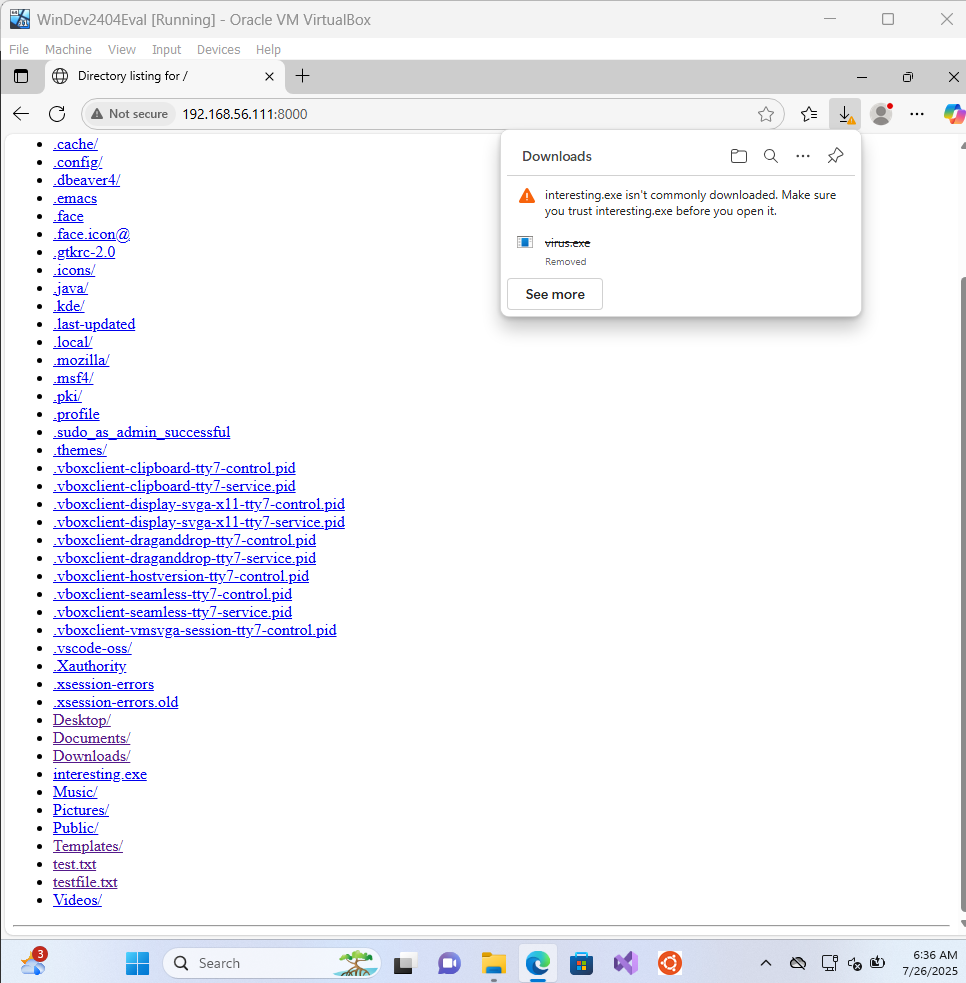 WinDev2404Eval [Running] - Oracle VM VirtualBox
File Machine View Input Devices Help
Directory listing for /
Not secure 192.168.56.111:8000
.cache/
.config/
.dbeaver4/
.emacs
.face
.face.icon@
.gtkrc-2.0
.icons/
.java/
.kde/
.last-updated
.local/
.mozilla/
.msf4/
.pki/
.profile
.sudo_as_admin_successful
.themes/
.vboxclient-clipboard-tty7-control.pid
.vboxclient-clipboard-tty7-service.pid
.vboxclient-display-svga-x11-tty7-control.pid
.vboxclient-display-svga-x11-tty7-service.pid
.vboxclient-draganddrop-tty7-control.pid
.vboxclient-draganddrop-tty7-service.pid
.vboxclient-hostversion-tty7-control.pid
.vboxclient-seamless-tty7-control.pid
.vboxclient-seamless-tty7-service.pid
.vboxclient-vmsvga-session-tty7-control.pid
.vscode-oss/
.Xauthority
.xsession-errors
.xsession-errors.old
Desktop/
Documents/
Downloads/
interesting.exe
Music/
Pictures/
Public/
Templates/
test.txt
testfile.txt
Videos/
Downloads
interesting.exe isn't commonly downloaded. Make sure
you trust interesting.exe before you open it.
virus.exe
Removed
See more
3
Search
6:36 AM
7/26/2025